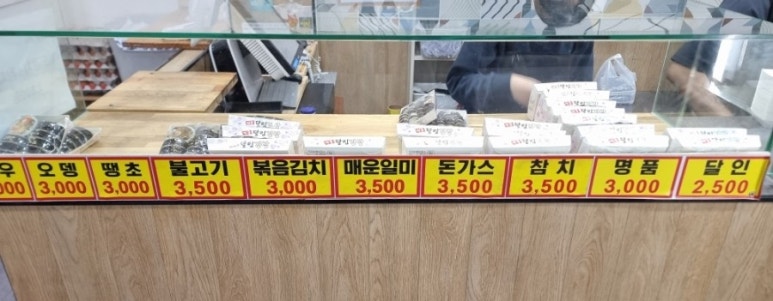 우 오뎅 땡초 불고기 볶음김치 매운일미 돈가스 참치 명품 달인
00 3,000 3,000 3,500 3,000 3,500 3,500 3,500 3,000 2,500